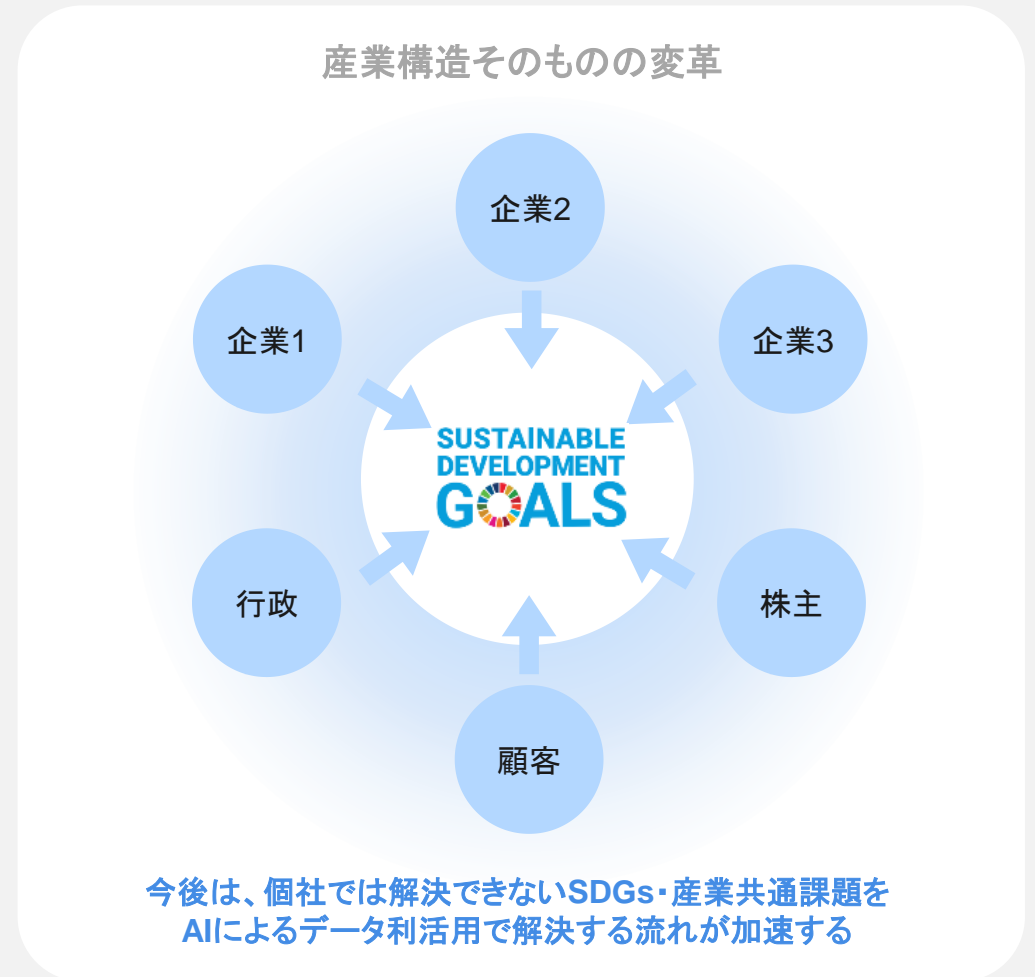 産業構造そのものの変革
企業2
企業1
企業3
SUSTAINABLE
DEVELOPMENT
GOALS
行政
株主
顧客
今後は、個社では解決できないSDGs・産業共通課題を
AIによるデータ利活用で解決する流れが加速する